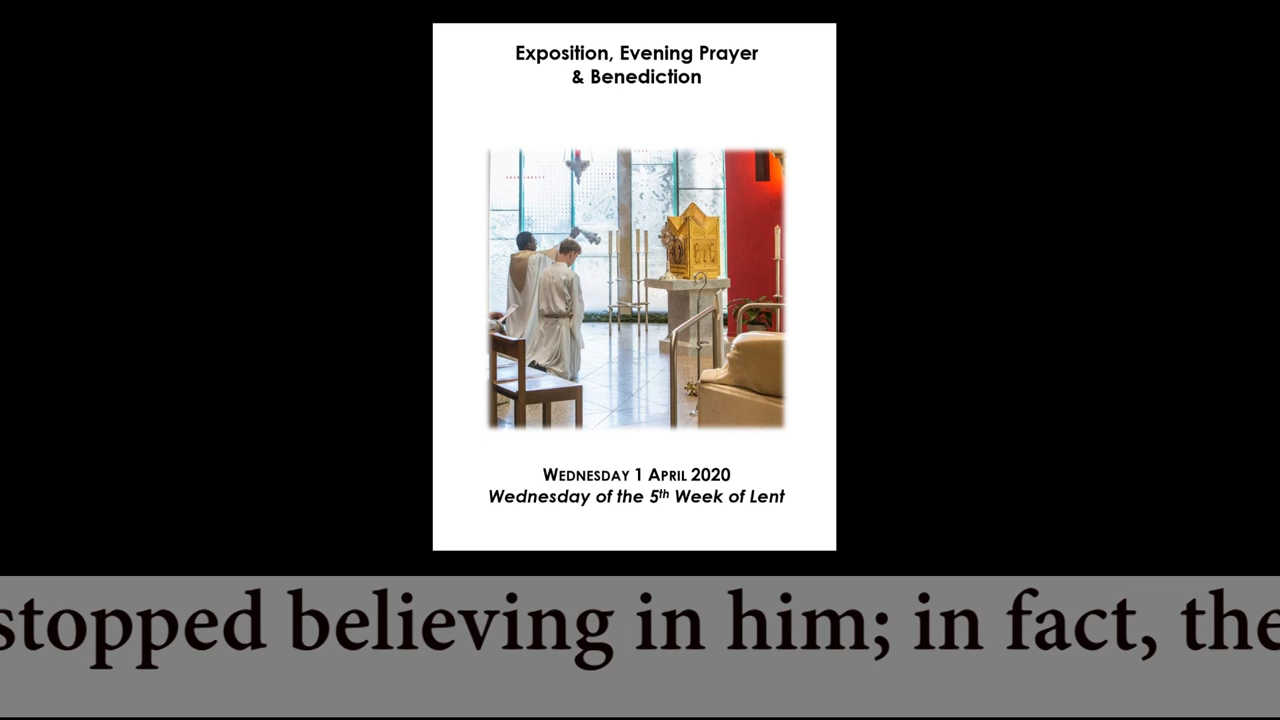 Exposition, Evening Prayer
& Benediction
WEDNESDAY 1 APRIL 2020
Wednesday of the 5th Week of Lent
stopped believing in him; in fact, the